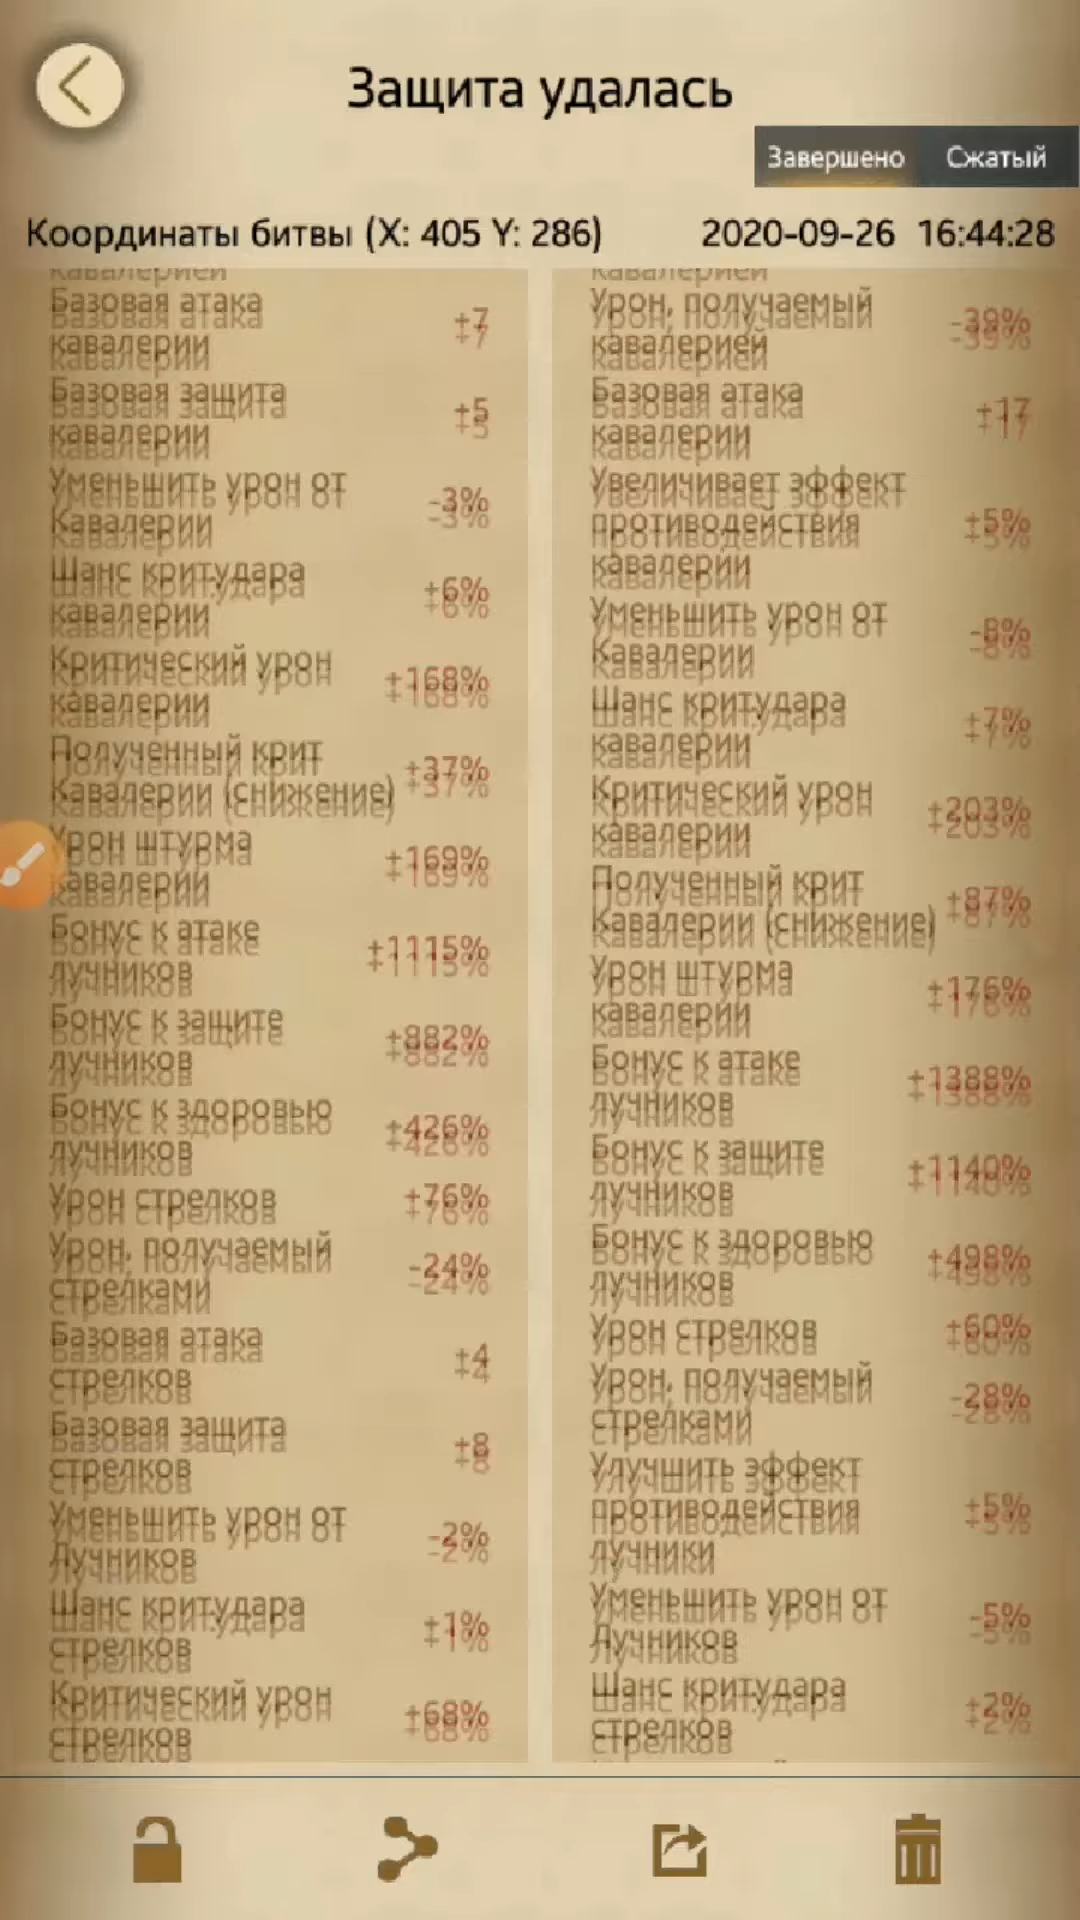 Защита удалась
Завершено Сжатый
Координаты битвы (X: 405 Y: 286) 2020-09-26 16:44:28
кавалерией
Базовая атака
кавалерии +7
Базовая защита
кавалерии +5
Уменьшить урон от
Кавалерии -3%
Шанс критудара
кавалерии +6%
Критический урон
кавалерии +168%
Полученный крит
Кавалерии (снижение) +37%
Урон штурма
кавалерии +169%
Бонус к атаке
лучников +1115%
Бонус к защите
лучников +882%
Бонус к здоровью
лучников +426%
Урон стрелков +76%
Урон, получаемый
стрелками -24%
Базовая атака
стрелков +4
Базовая защита
стрелков +8
Уменьшить урон от
Лучников -2%
Шанс критудара
стрелков +1%
Критический урон
стрелков +68%
кавалерией
Урон, получаемый
кавалерией -39%
Базовая атака
кавалерии +17
Увеличивает эффект
противодействия
кавалерии +5%
Уменьшить урон от
Кавалерии -8%
Шанс критудара
кавалерии +7%
Критический урон
кавалерии +203%
Полученный крит
Кавалерии (снижение) +87%
Урон штурма
кавалерии +176%
Бонус к атаке
лучников +1388%
Бонус к защите
лучников +1140%
Бонус к здоровью
лучников +498%
Урон стрелков +60%
Урон, получаемый
стрелками -28%
Улучшить эффект
противодействия
лучники +5%
Уменьшить урон от
Лучников -5%
Шанс критудара
стрелков +2%